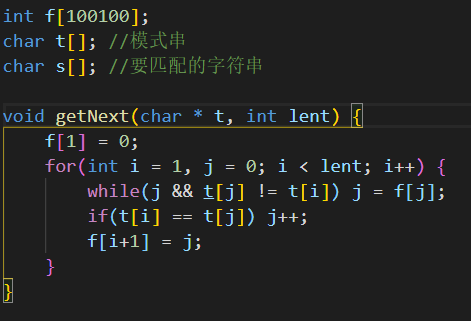 int f[100100];
char t[]; //模式串
char s[]; //要匹配的字符串
void getNext(char * t, int lent) {
f[1] = 0;
for(int i = 1, j = 0; i < lent; i++) {
while(j && t[j] != t[i]) j = f[j];
if(t[i] == t[j]) j++;
f[i+1] = j;
}
}